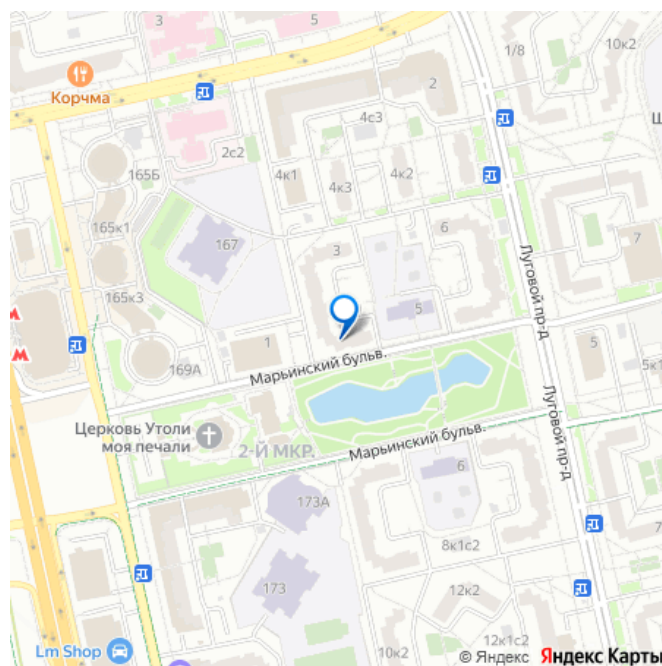 3
5
10к2
1/8
Корчма
2
4с3
Ш
165Б
2с2
4к1
4к3
4к2
165к1
167
3
6
7
Луговой пр-д
165к3
5
М
М
169А
1
Марьинский бульв.
5
5к1
Церковь Утоли
моя печали
2-Й МКР.
Марьинский бульв.
Луговой пр-д
6
173А
8к1с2
7
173
12к2
Lm Shop
10к2
12к1с2
© Яндекс Яндекс Карты